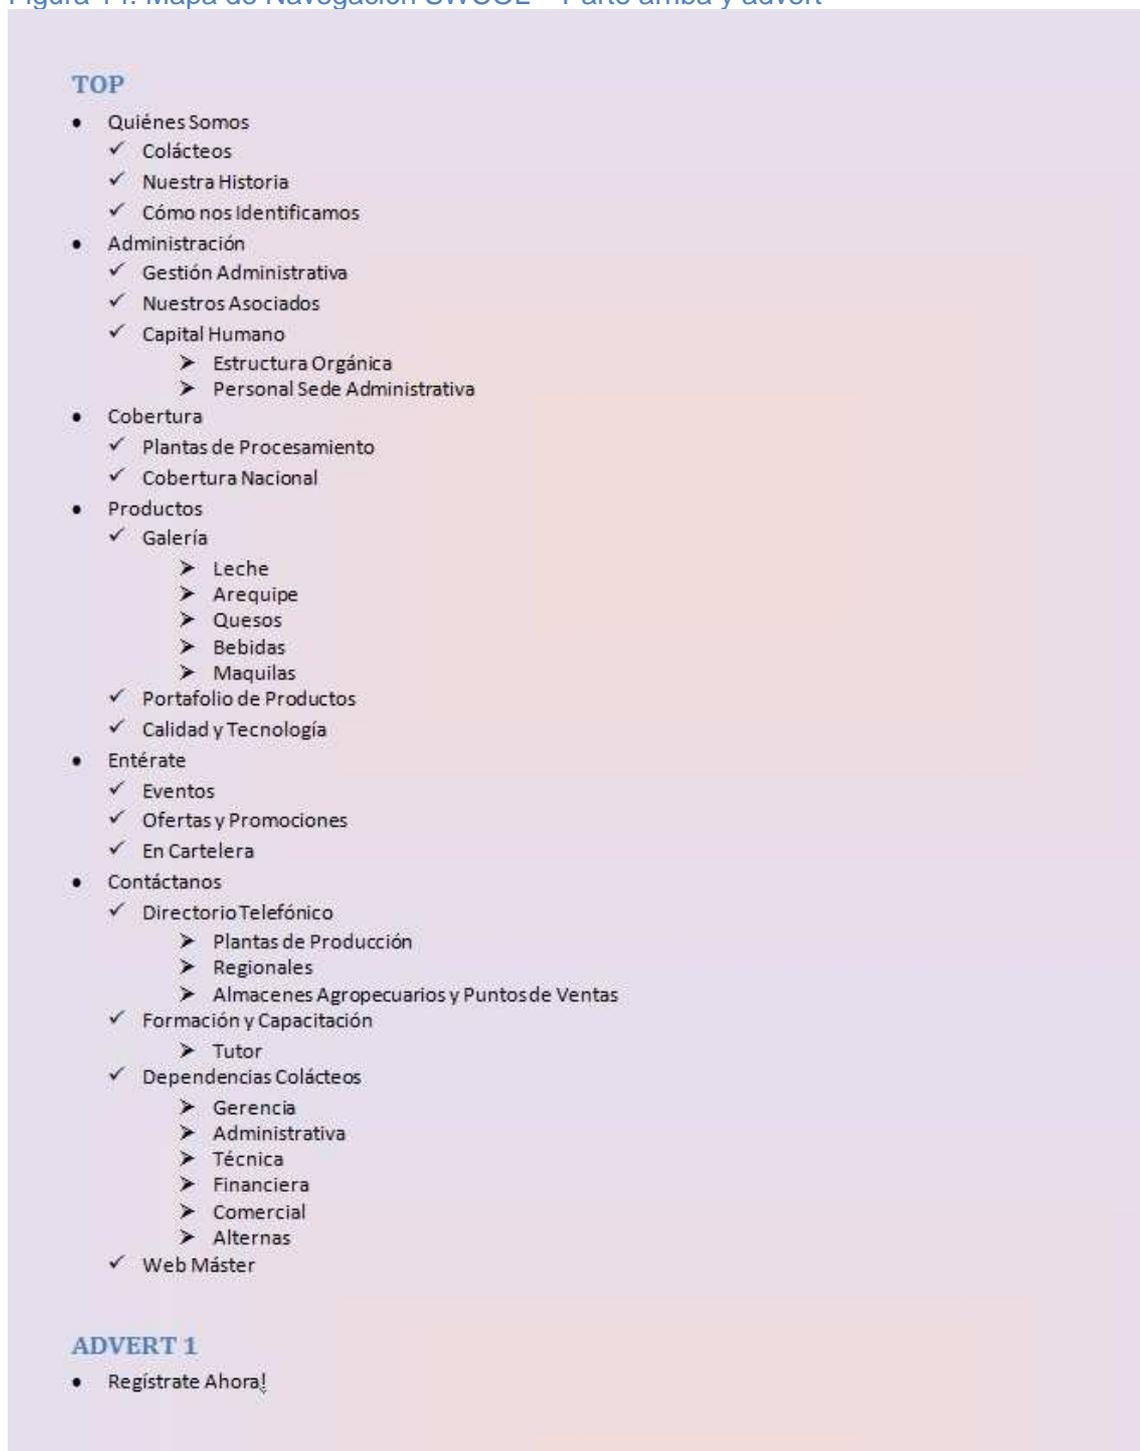 TOP
• Quiénes Somos
✓ Colácteos
✓ Nuestra Historia
✓ Cómo nos Identificamos
• Administración
✓ Gestión Administrativa
✓ Nuestros Asociados
✓ Capital Humano
➤ Estructura Orgánica
➤ Personal Sede Administrativa
• Cobertura
✓ Plantas de Procesamiento
✓ Cobertura Nacional
• Productos
✓ Galería
➤ Leche
➤ Arequipe
➤ Quesos
➤ Bebidas
➤ Maquilas
✓ Portafolio de Productos
✓ Calidad y Tecnología
• Entérate
✓ Eventos
✓ Ofertas y Promociones
✓ En Cartelera
• Contáctanos
✓ Directorio Telefónico
➤ Plantas de Producción
➤ Regionales
➤ Almacenes Agropecuarios y Puntos de Ventas
✓ Formación y Capacitación
➤ Tutor
✓ Dependencias Colácteos
➤ Gerencia
➤ Administrativa
➤ Técnica
➤ Financiera
➤ Comercial
➤ Alternas
✓ Web Máster
ADVERT 1
• Regístrate Ahora!